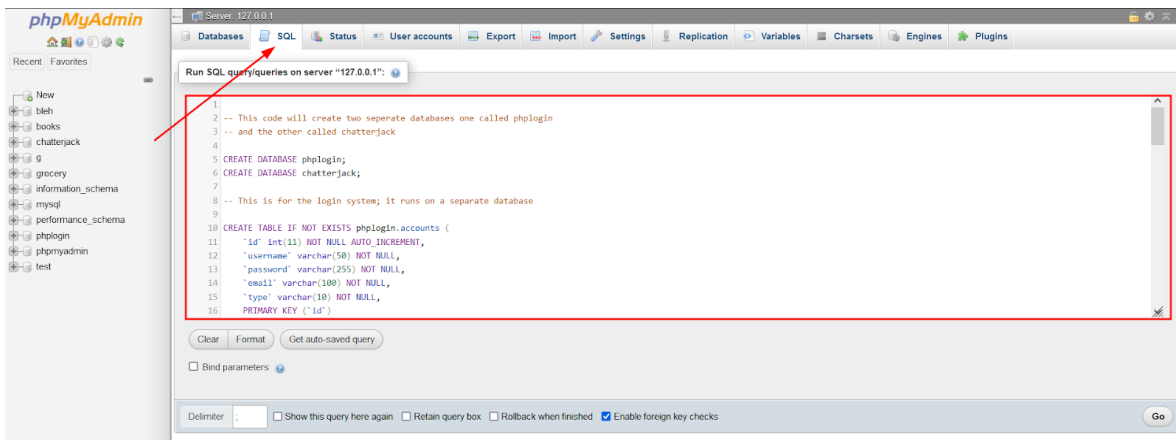 phpMyAdmin
Recent Favorites
New
bleh
books
chatterjack
g
grocery
information_schema
mysql
performance_schema
phplogin
phpmyadmin
test
Server: 127.0.0.1
Databases SQL Status User accounts Export Import Settings Replication Variables Charsets Engines Plugins
Run SQL query/queries on server “127.0.0.1”:
1
2 -- This code will create two seperate databases one called phplogin
3 -- and the other called chatterjack
4
5 CREATE DATABASE phplogin;
6 CREATE DATABASE chatterjack;
7
8 -- This is for the login system; it runs on a separate database
9
10 CREATE TABLE IF NOT EXISTS phplogin.accounts (
11 `id` int(11) NOT NULL AUTO_INCREMENT,
12 `username` varchar(50) NOT NULL,
13 `password` varchar(255) NOT NULL,
14 `email` varchar(100) NOT NULL,
15 `type` varchar(10) NOT NULL,
16 PRIMARY KEY (`id`)
Clear Format Get auto-saved query
Bind parameters
Delimiter ; Show this query here again Retain query box Rollback when finished Enable foreign key checks Go